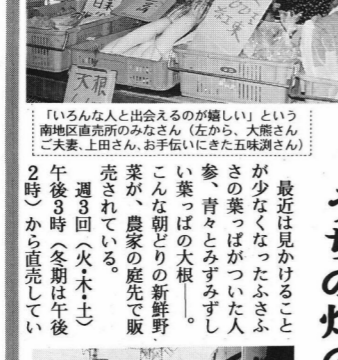 大根
紅東
「いろんな人と出会えるのが嬉しい」という
南地区直売所のみなさん（左から、大熊さん
ご夫妻、上田さん、お手伝いにきた五味渕さん）
最近は見かけること
が少なくなったふさふ
さの葉っぱがついた人
参、青々とみずみずし
い葉っぱの大根――。
こんな朝どりの新鮮野
菜が、農家の庭先で販
売されている。
週３回（火・木・土）
午後３時（冬期は午後
２時）から直売してい